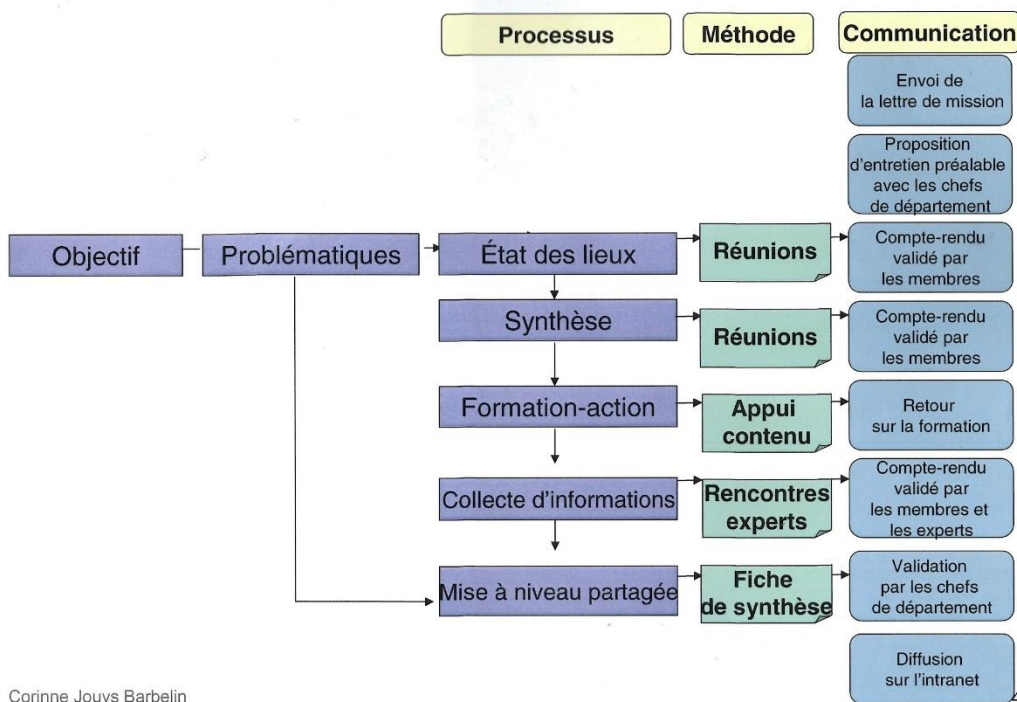 Processus
Méthode
Communication
Envoi de
la lettre de mission
Proposition
d'entretien préalable
avec les chefs
de département
Objectif
Problématiques
État des lieux
Réunions
Compte-rendu
validé par
les membres
Synthèse
Réunions
Compte-rendu
validé par
les membres
Formation-action
Appui
contenu
Retour
sur la formation
Collecte d'informations
Rencontres
experts
Compte-rendu
validé par
les membres et
les experts
Mise à niveau partagée
Fiche
de synthèse
Validation
par les chefs
de département
Diffusion
sur l'intranet
Corinne Jouys Barbelin